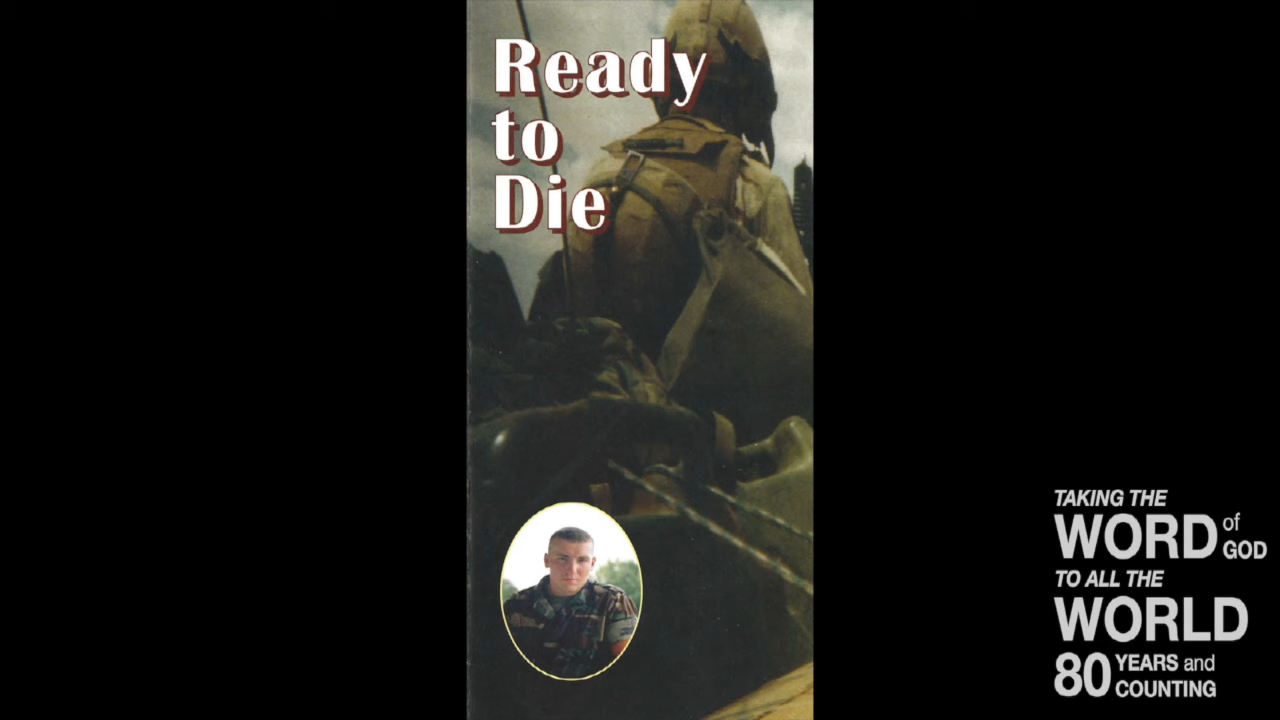 Ready
to
Die
TAKING THE
WORD of
GOD
TO ALL THE
WORLD
80 YEARS and
COUNTING